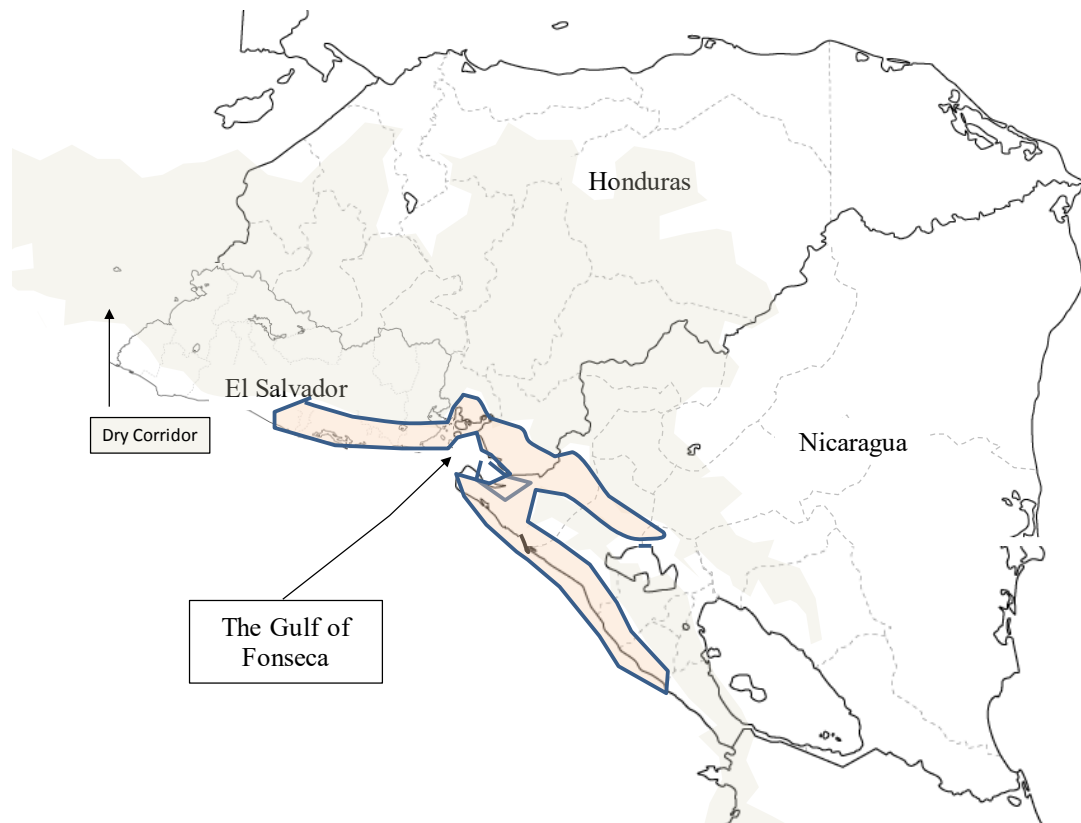 Honduras
El Salvador
Dry Corridor
Nicaragua
The Gulf of
Fonseca